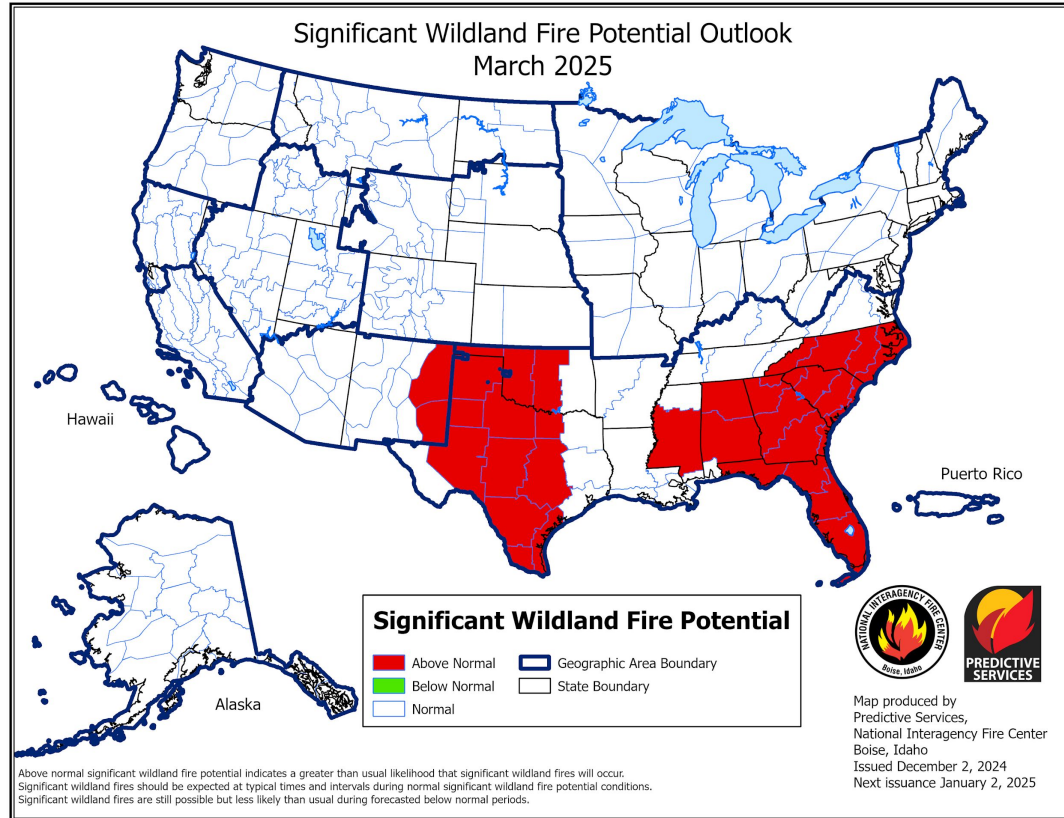 Significant Wildland Fire Potential Outlook
March 2025
Hawaii
Puerto Rico
Alaska
Significant Wildland Fire Potential
Above Normal
Below Normal
Normal
Geographic Area Boundary
State Boundary
NATIONAL INTERAGENCY FIRE CENTER
Boise, Idaho
PREDICTIVE
SERVICES
Map produced by
Predictive Services,
National Interagency Fire Center
Boise, Idaho
Issued December 2, 2024
Next issuance January 2, 2025
Above normal significant wildland fire potential indicates a greater than usual likelihood that significant wildland fires will occur.
Significant wildland fires should be expected at typical times and intervals during normal significant wildland fire potential conditions.
Significant wildland fires are still possible but less likely than usual during forecasted below normal periods.